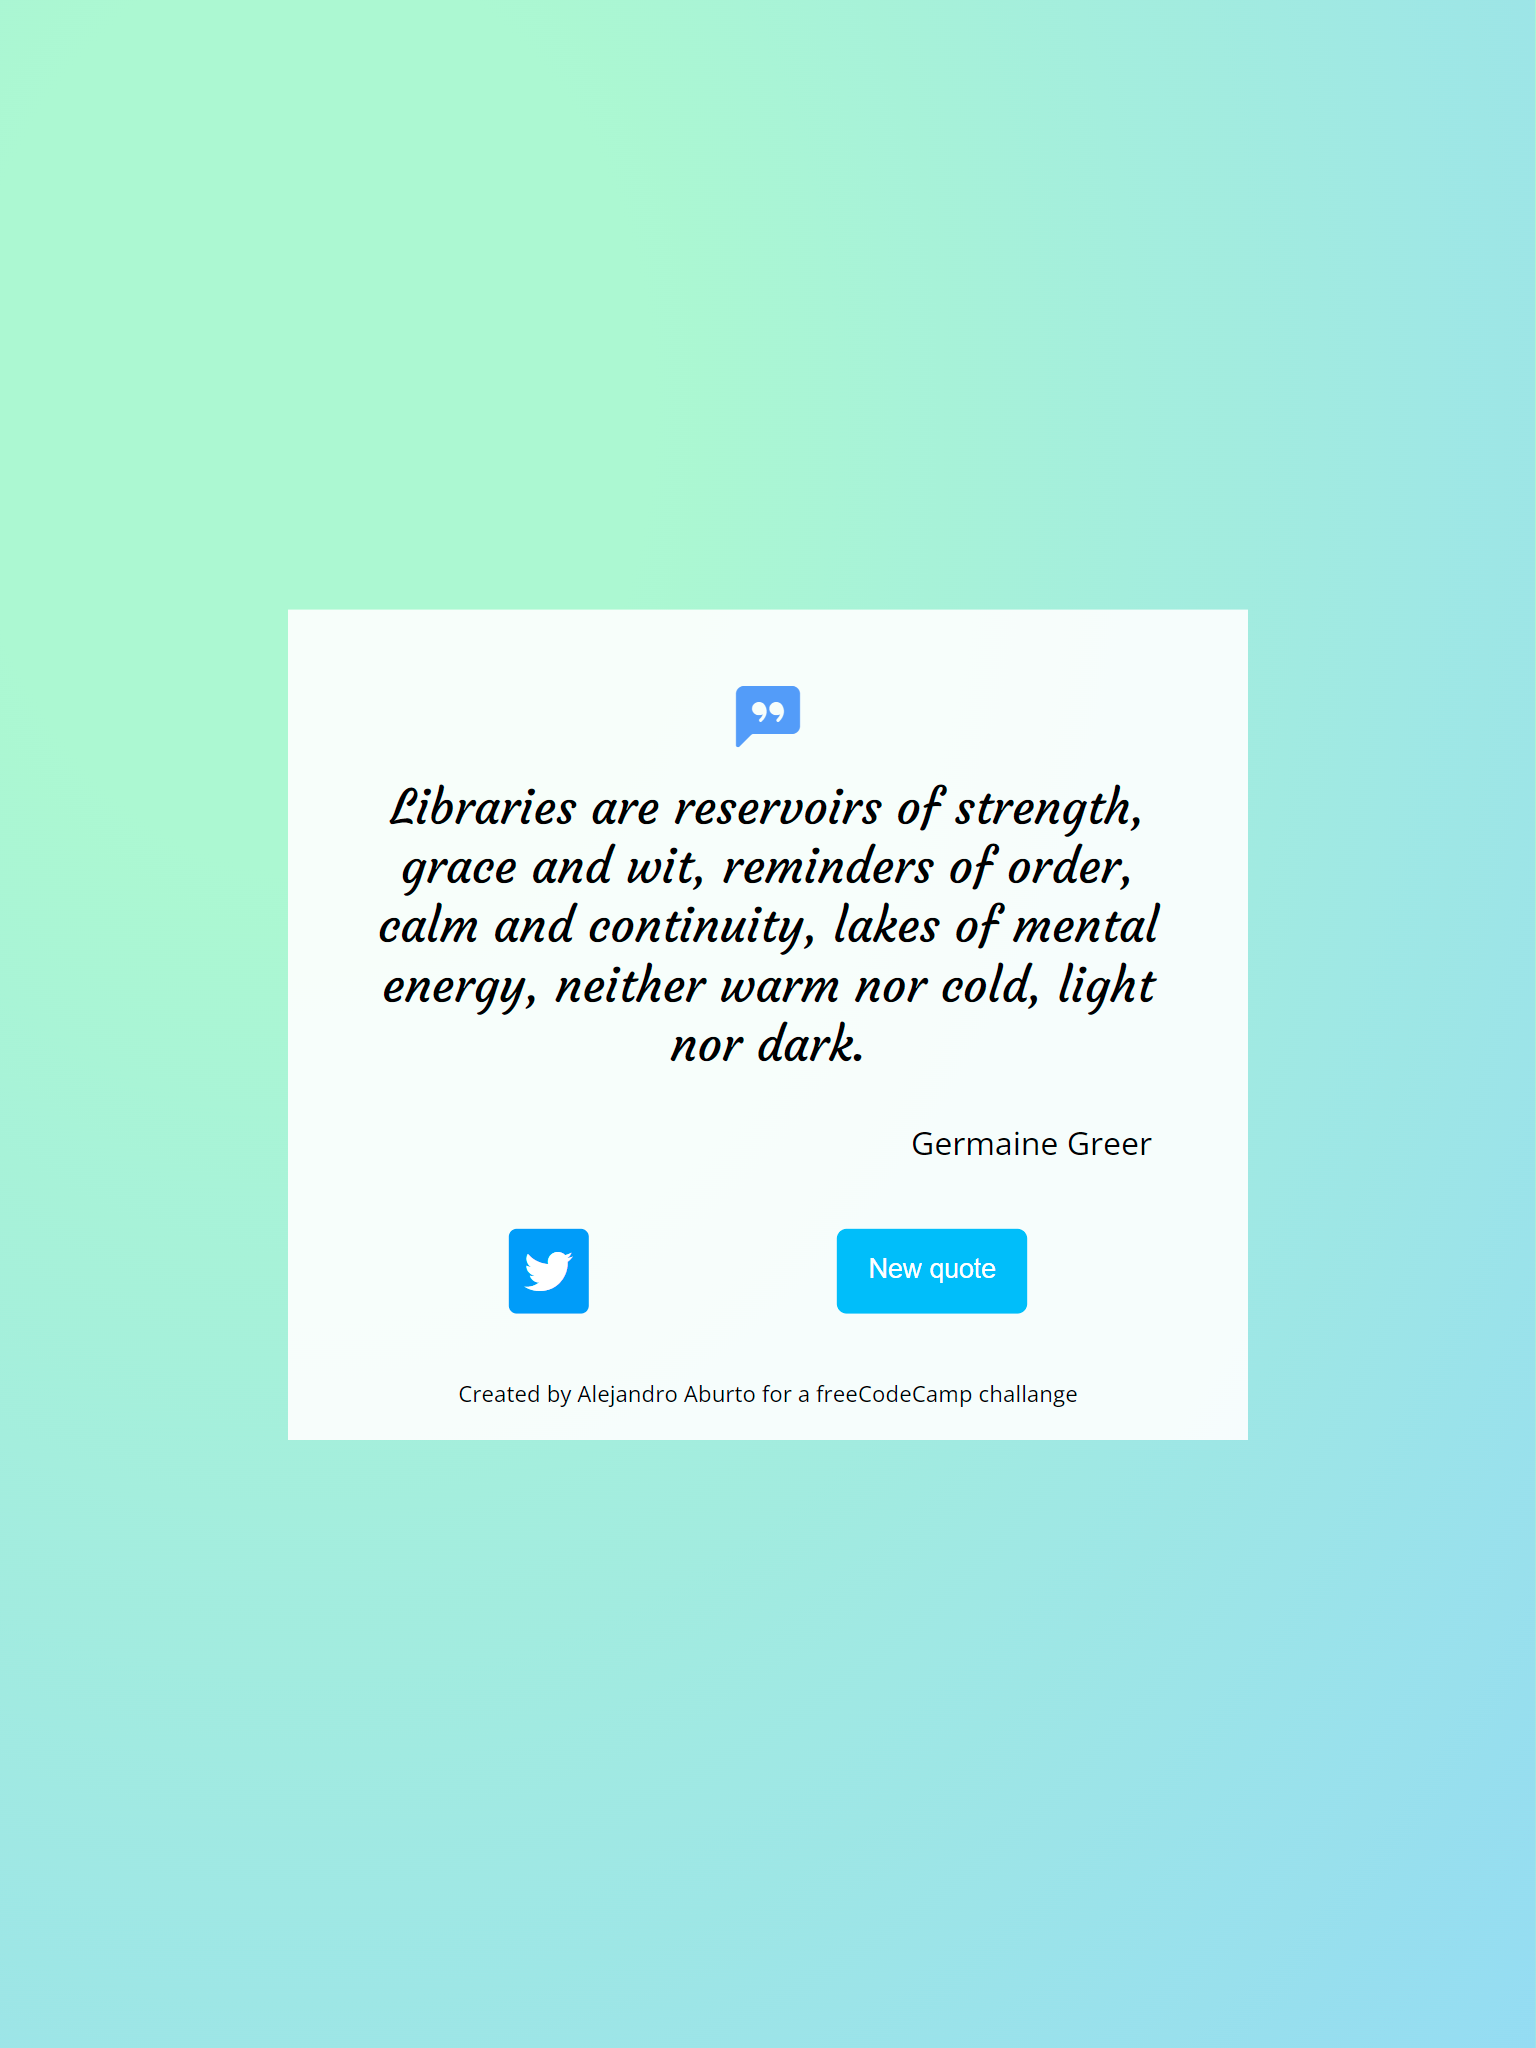 Libraries are reservoirs of strength,
grace and wit, reminders of order,
calm and continuity, lakes of mental
energy, neither warm nor cold, light
nor dark.
Germaine Greer
New quote
Created by Alejandro Aburto for a freeCodeCamp challange